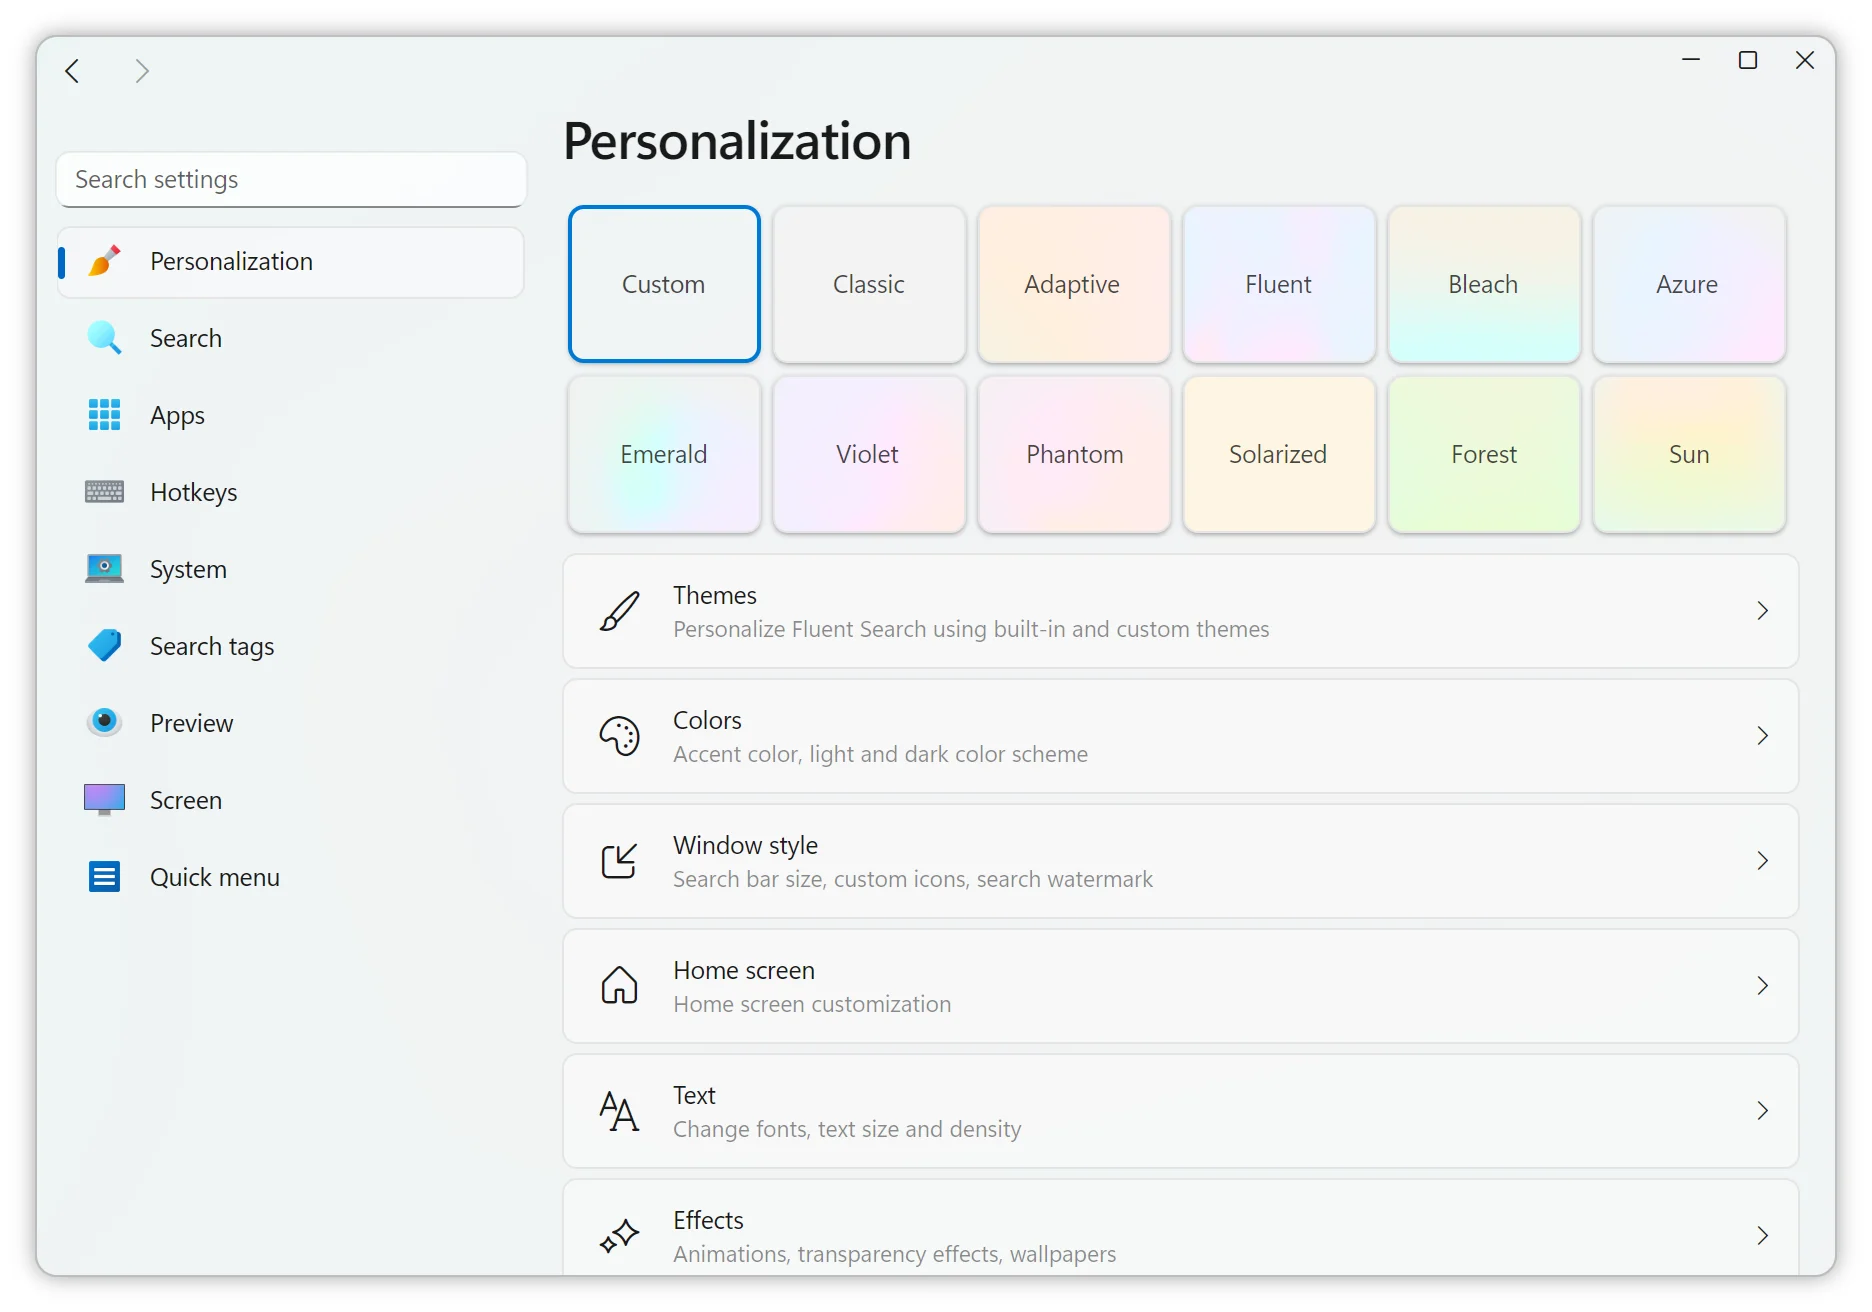 Personalization
Search settings
Personalization
Search
Apps
Hotkeys
System
Search tags
Preview
Screen
Quick menu
Custom
Classic
Adaptive
Fluent
Bleach
Azure
Emerald
Violet
Phantom
Solarized
Forest
Sun
Themes
Personalize Fluent Search using built-in and custom themes
Colors
Accent color, light and dark color scheme
Window style
Search bar size, custom icons, search watermark
Home screen
Home screen customization
Text
Change fonts, text size and density
Effects
Animations, transparency effects, wallpapers